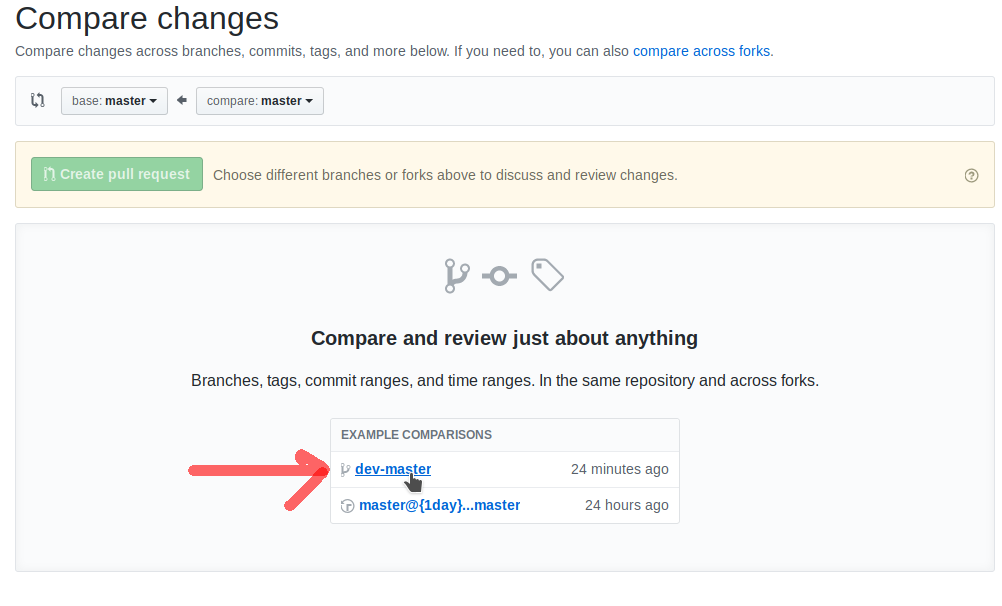 Compare changes
Compare changes across branches, commits, tags, and more below. If you need to, you can also compare across forks.
base: master compare: master
Create pull request Choose different branches or forks above to discuss and review changes.
Compare and review just about anything
Branches, tags, commit ranges, and time ranges. In the same repository and across forks.
EXAMPLE COMPARISONS
dev-master 24 minutes ago
master@{1day}...master 24 hours ago